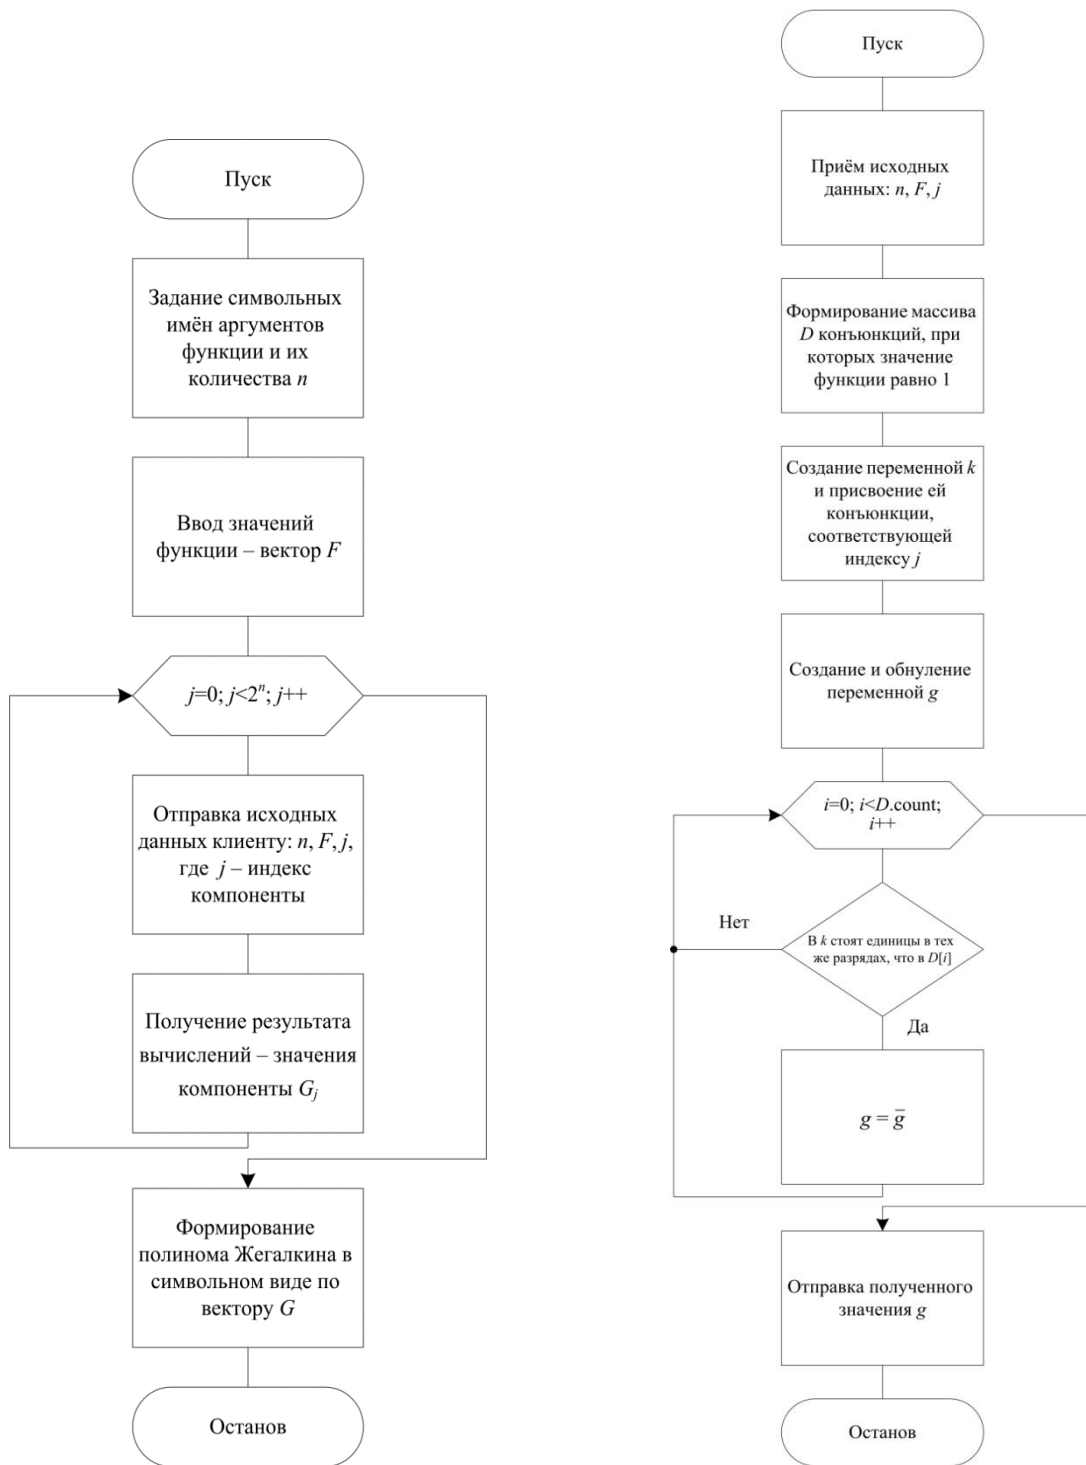 Пуск
Задание символьных
имён аргументов
функции и их
количества n
Ввод значений
функции – вектор F
j=0; j<2ⁿ; j++
Отправка исходных
данных клиенту: n, F, j,
где j – индекс
компоненты
Получение результата
вычислений – значения
компоненты Gⱼ
Формирование
полинома Жегалкина в
символьном виде по
вектору G
Останов
Пуск
Приём исходных
данных: n, F, j
Формирование массива
D конъюнкций, при
которых значение
функции равно 1
Создание переменной k
и присвоение ей
конъюнкции,
соответствующей
индексу j
Создание и обнуление
переменной g
i=0; i<D.count;
i++
Нет
В k стоят единицы в тех
же разрядах, что в D[i]
Да
g = g̅
Отправка полученного
значения g
Останов